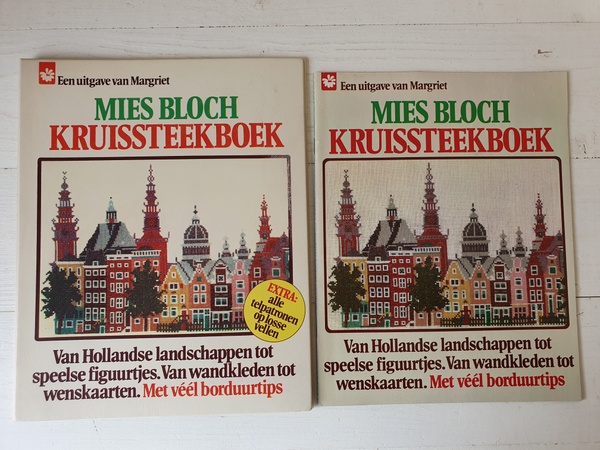 Een uitgave van Margriet
MIES BLOCH
KRUISSTEEKBOEK
EXTRA:
alle
telpatronen
op losse
vellen
Van Hollandse landschappen tot
speelse figuurtjes. Van wandkleden tot
wenskaarten. Met véél borduurtips
Een uitgave van Margriet
MIES BLOCH
KRUISSTEEKBOEK
Van Hollandse landschappen tot
speelse figuurtjes. Van wandkleden tot
wenskaarten. Met véél borduurtips